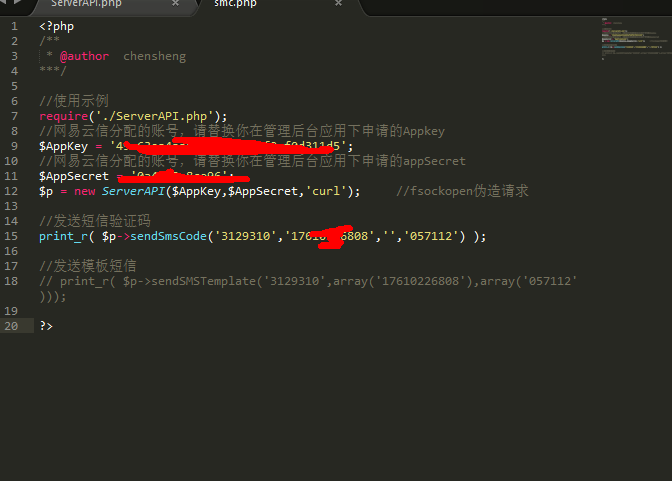 ServerAPI.php × smc.php ×
1 <?php
2 /**
3 * @author chensheng
4 ***/
5
6 //使用示例
7 require('./ServerAPI.php');
8 //网易云信分配的账号，请替换你在管理后台应用下申请的Appkey
9 $AppKey = '
10 //网易云信分配的账号，请替换你在管理后台应用下申请的appSecret
11 $AppSecret =
12 $p = new ServerAPI($AppKey,$AppSecret,'curl'); //fsockopen伪造请求
13
14 //发送短信验证码
15 print_r( $p->sendSmsCode('3129310',' 6808','','057112') );
16
17 //发送模板短信
18 // print_r( $p->sendSMSTemplate('3129310',array('17610226808'),array('057112'
)));
19
20 ?>